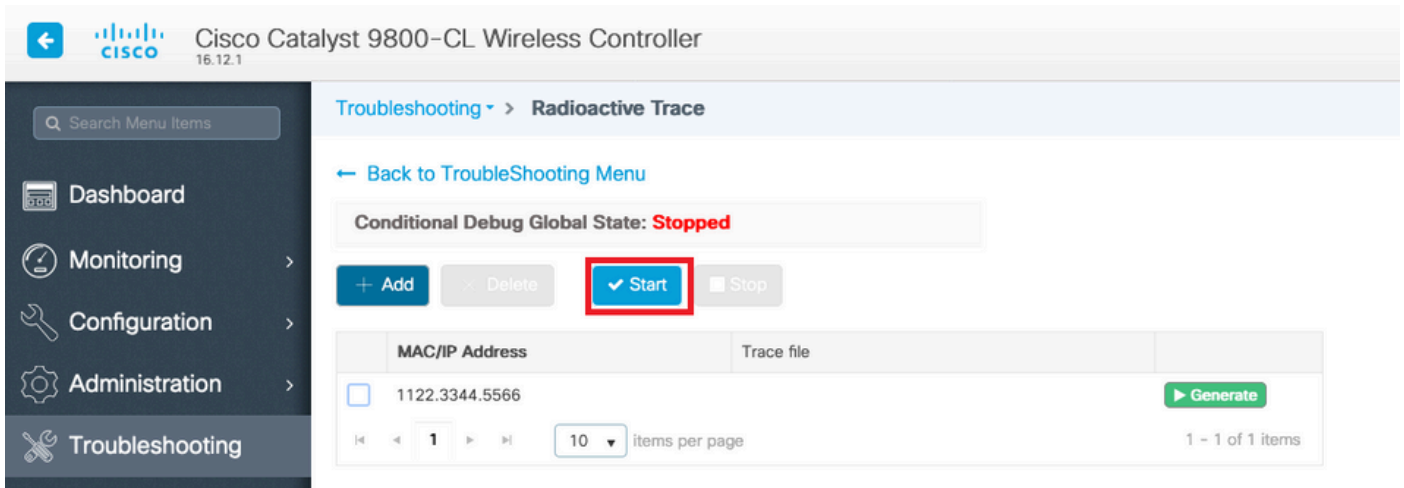 CISCO
Cisco Catalyst 9800-CL Wireless Controller
16.12.1
Search Menu Items
Dashboard
Monitoring
Configuration
Administration
Troubleshooting
Troubleshooting > Radioactive Trace
← Back to TroubleShooting Menu
Conditional Debug Global State: Stopped
+ Add × Delete ✔ Start Stop
MAC/IP Address Trace file
1122.3344.5566 Generate
1 10 items per page 1 - 1 of 1 items